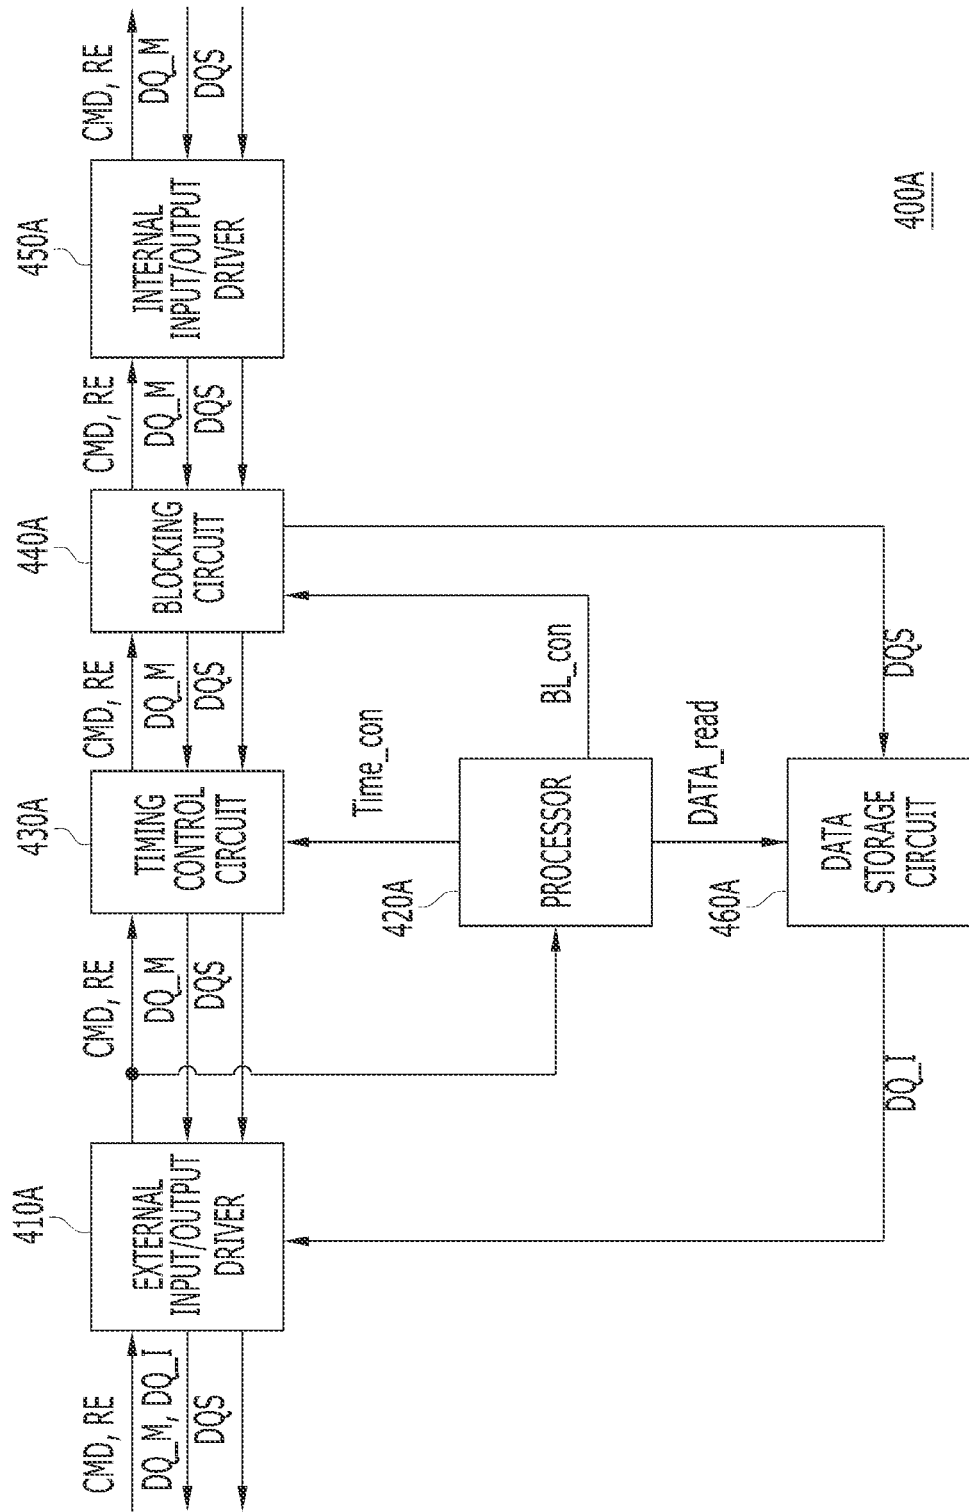 410A
430A
440A
450A
CMD, RE
CMD, RE
CMD, RE
CMD, RE
CMD, RE
DQ_M, DQ_I
DQ_M
DQ_M
DQ_M
DQ_M
DQS
DQS
DQS
DQS
DQS
EXTERNAL
INPUT/OUTPUT
DRIVER
TIMING
CONTROL
CIRCUIT
BLOCKING
CIRCUIT
INTERNAL
INPUT/OUTPUT
DRIVER
Time_con
BL_con
420A
PROCESSOR
DATA_read
460A
DATA
STORAGE
CIRCUIT
DQ_I
DQS
400A